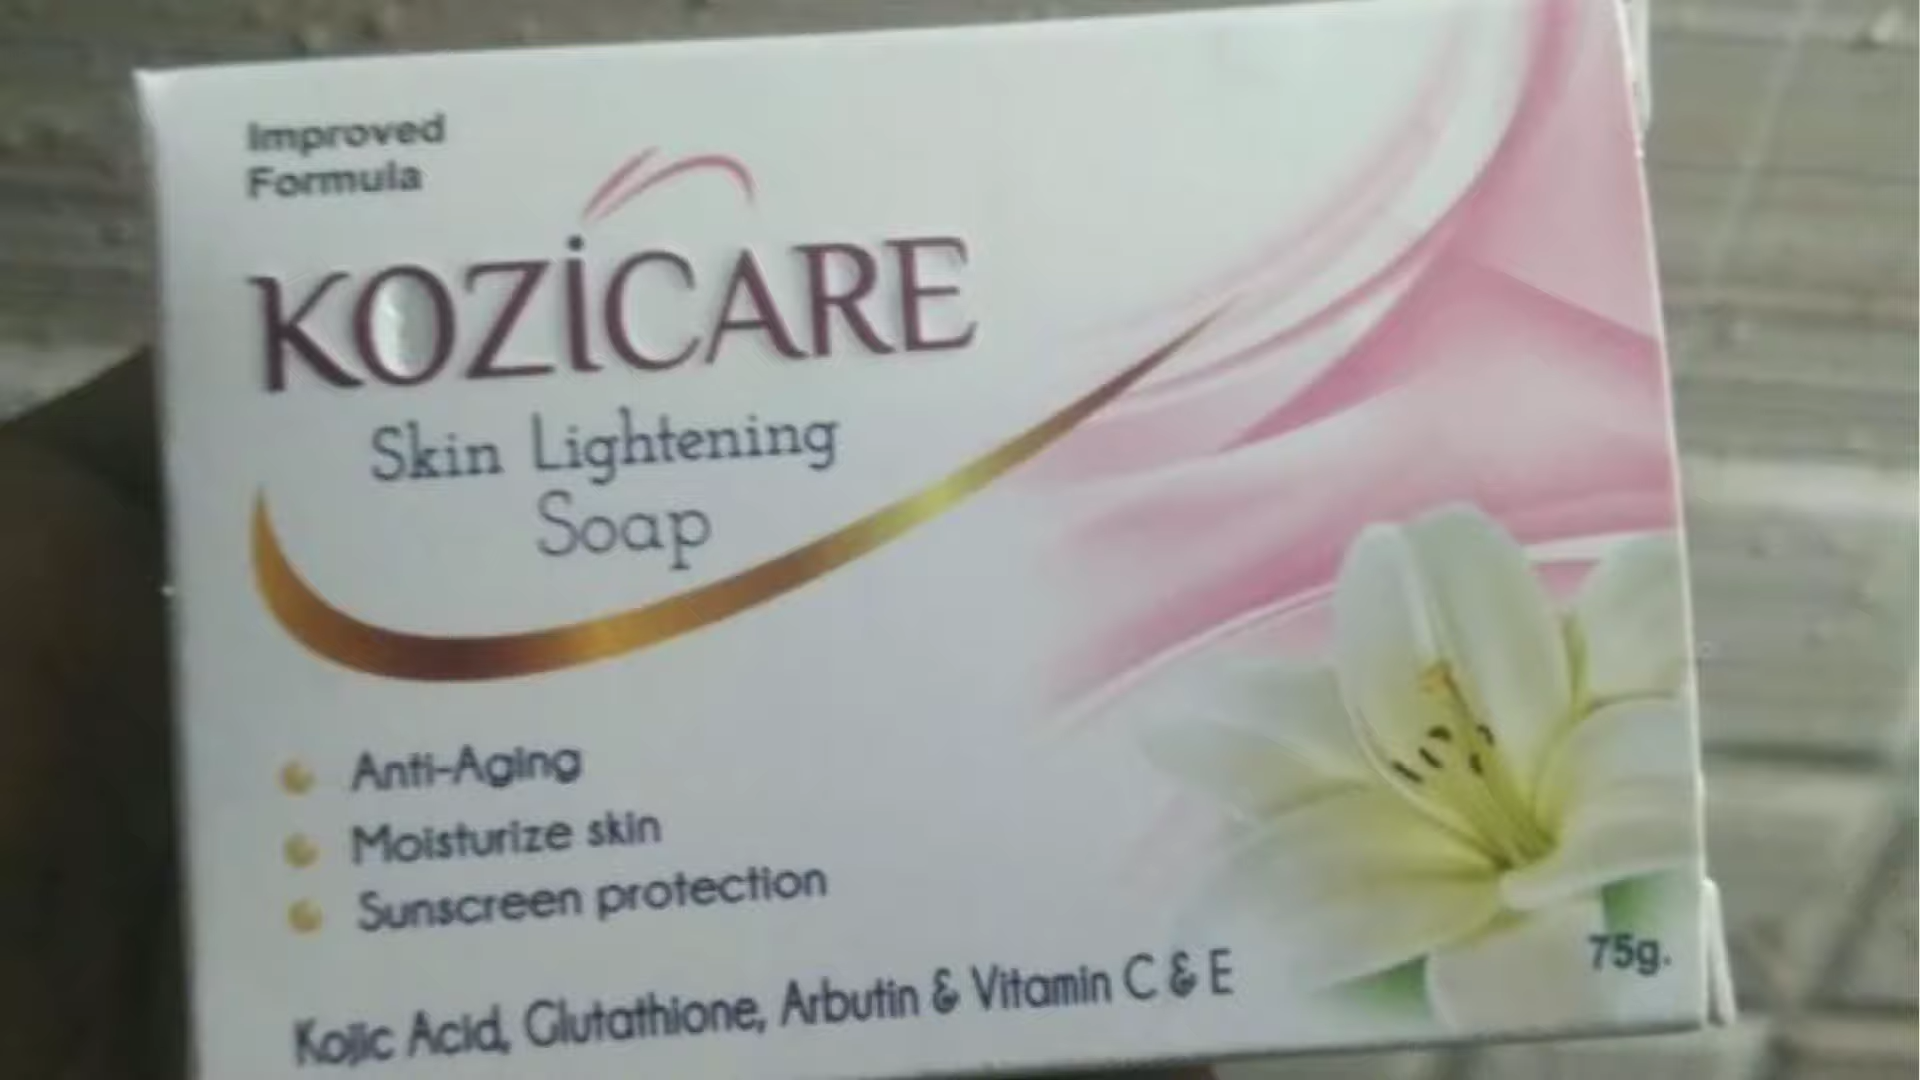 Improved
Formula
KOZiCARE
Skin Lightening
Soap
Anti-Aging
Moisturize skin
Sunscreen protection
Kojic Acid, Glutathione, Arbutin & Vitamin C & E
75g.